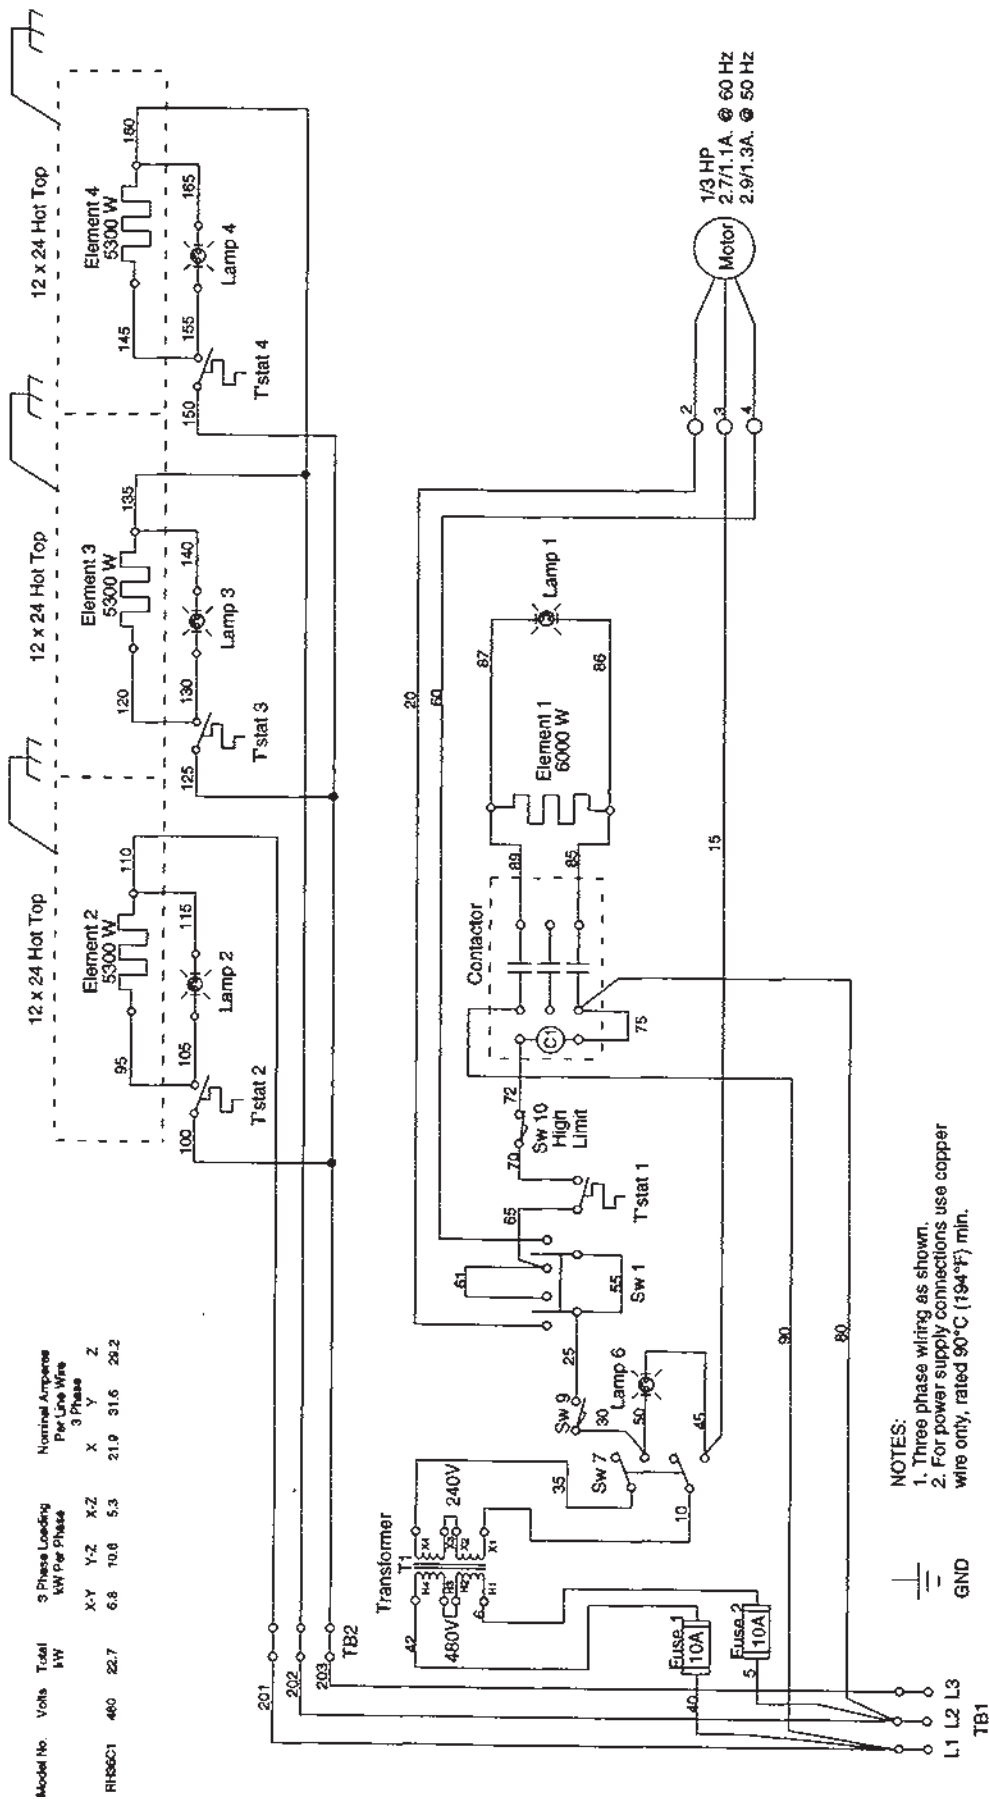 Model No. Volts Total kW 3 Phase Loading kW Per Phase Nominal Amperes Per Line Wire 3 Phase
X-Y Y-Z X-Z X Y Z
RH36C1 480 22.7 6.8 10.6 5.3 21.9 31.6 29.2
12 x 24 Hot Top
12 x 24 Hot Top
12 x 24 Hot Top
Element 2
5300 W
Element 3
5300 W
Element 4
5300 W
95
110
120
135
145
160
Lamp 2
Lamp 3
Lamp 4
100
105
115
125
130
140
150
155
165
T'stat 2
T'stat 3
T'stat 4
201
202
203
TB2
Transformer
T1
42
480V
240V
H4
H3
H2
H1
X4
X3
X2
X1
6
35
10
Sw 7
Sw 9
30
25
Lamp 6
50
45
20
60
61
55
Sw 1
65
T'stat 1
70
Sw 10
High
Limit
72
Contactor
C1
75
89
85
Element 1
6000 W
87
86
Lamp 1
15
90
80
2
3
4
Motor
1/3 HP
2.7/1.1A. @ 60 Hz
2.9/1.3A. @ 50 Hz
Fuse 1
10A
Fuse 2
10A
40
5
L1 L2 L3
TB1
GND
NOTES:
1. Three phase wiring as shown.
2. For power supply connections use copper
wire only, rated 90°C (194°F) min.